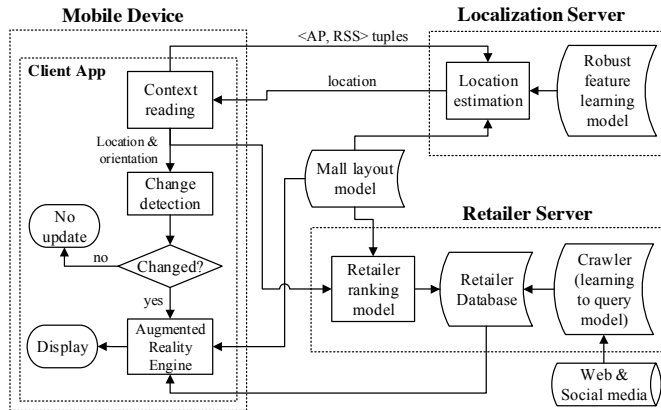 Mobile Device
Localization Server
<AP, RSS> tuples
Client App
Context
reading
location
Location
estimation
Robust
feature
learning
model
Location &
orientation
Mall layout
model
Change
detection
No
update
Retailer Server
no
Changed?
Retailer
ranking
model
Retailer
Database
Crawler
(learning
to query
model)
yes
Display
Augmented
Reality
Engine
Web &
Social media